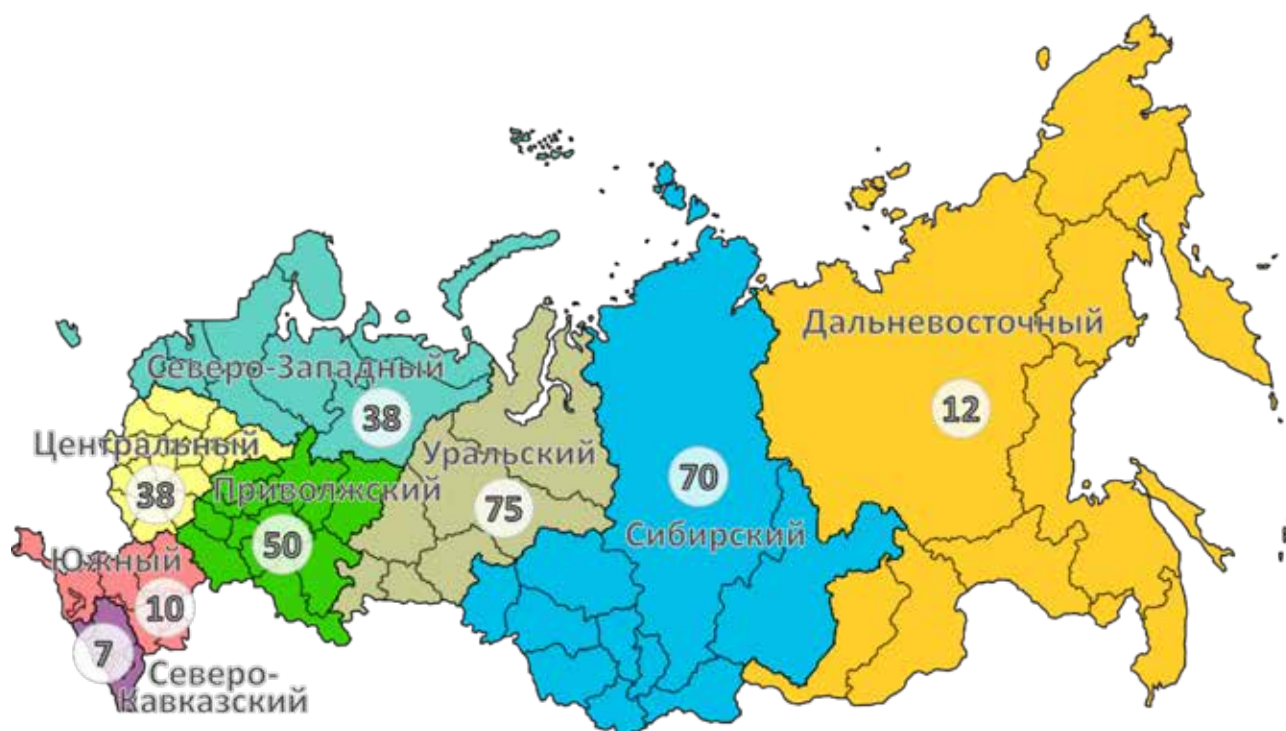 Дальневосточный
12
Северо-Западный
38
Центральный
38
Уральский
75
70
Сибирский
Приволжский
50
Южный
10
7
Северо-
Кавказский